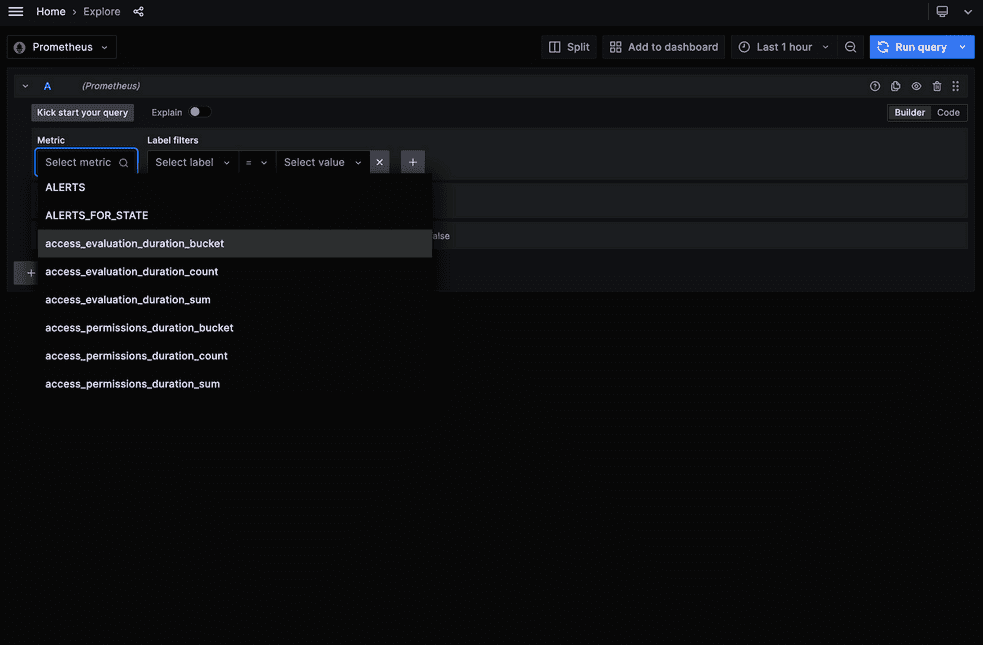 Home › Explore
Prometheus Split Add to dashboard Last 1 hour Run query
A (Prometheus)
Kick start your query Explain Builder Code
Metric Label filters
Select metric Select label = Select value
ALERTS
ALERTS_FOR_STATE
access_evaluation_duration_bucket
access_evaluation_duration_count
access_evaluation_duration_sum
access_permissions_duration_bucket
access_permissions_duration_count
access_permissions_duration_sum